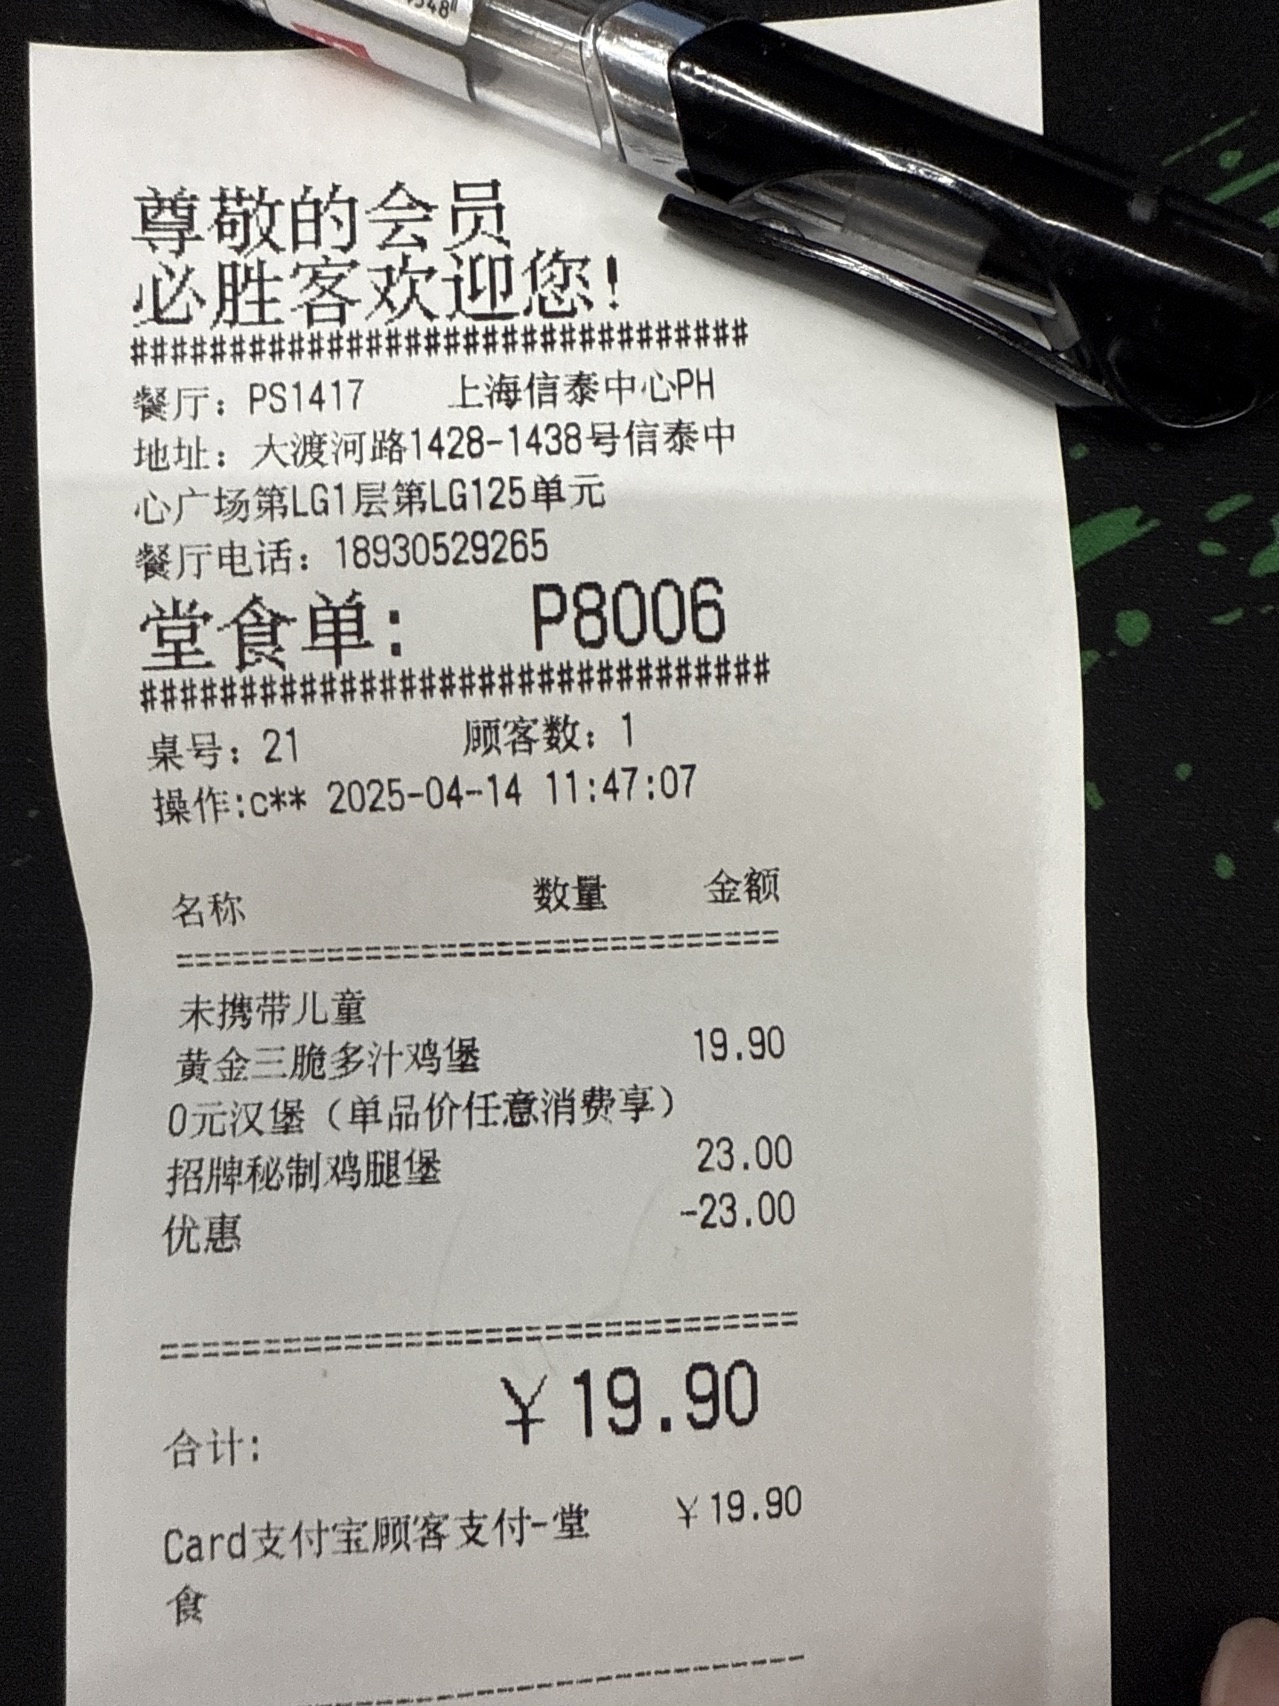 尊敬的会员
必胜客欢迎您!
###############################
餐厅: PS1417 上海信泰中心PH
地址: 大渡河路1428-1438号信泰中
心广场第LG1层第LG125单元
餐厅电话: 18930529265
堂食单: P8006
################################
桌号: 21 顾客数: 1
操作:c** 2025-04-14 11:47:07
名称 数量 金额
================================
未携带儿童
黄金三脆多汁鸡堡 19.90
0元汉堡（单品价任意消费享）
招牌秘制鸡腿堡 23.00
优惠 -23.00
================================
合计: ￥19.90
Card支付宝顾客支付-堂 ￥19.90
食